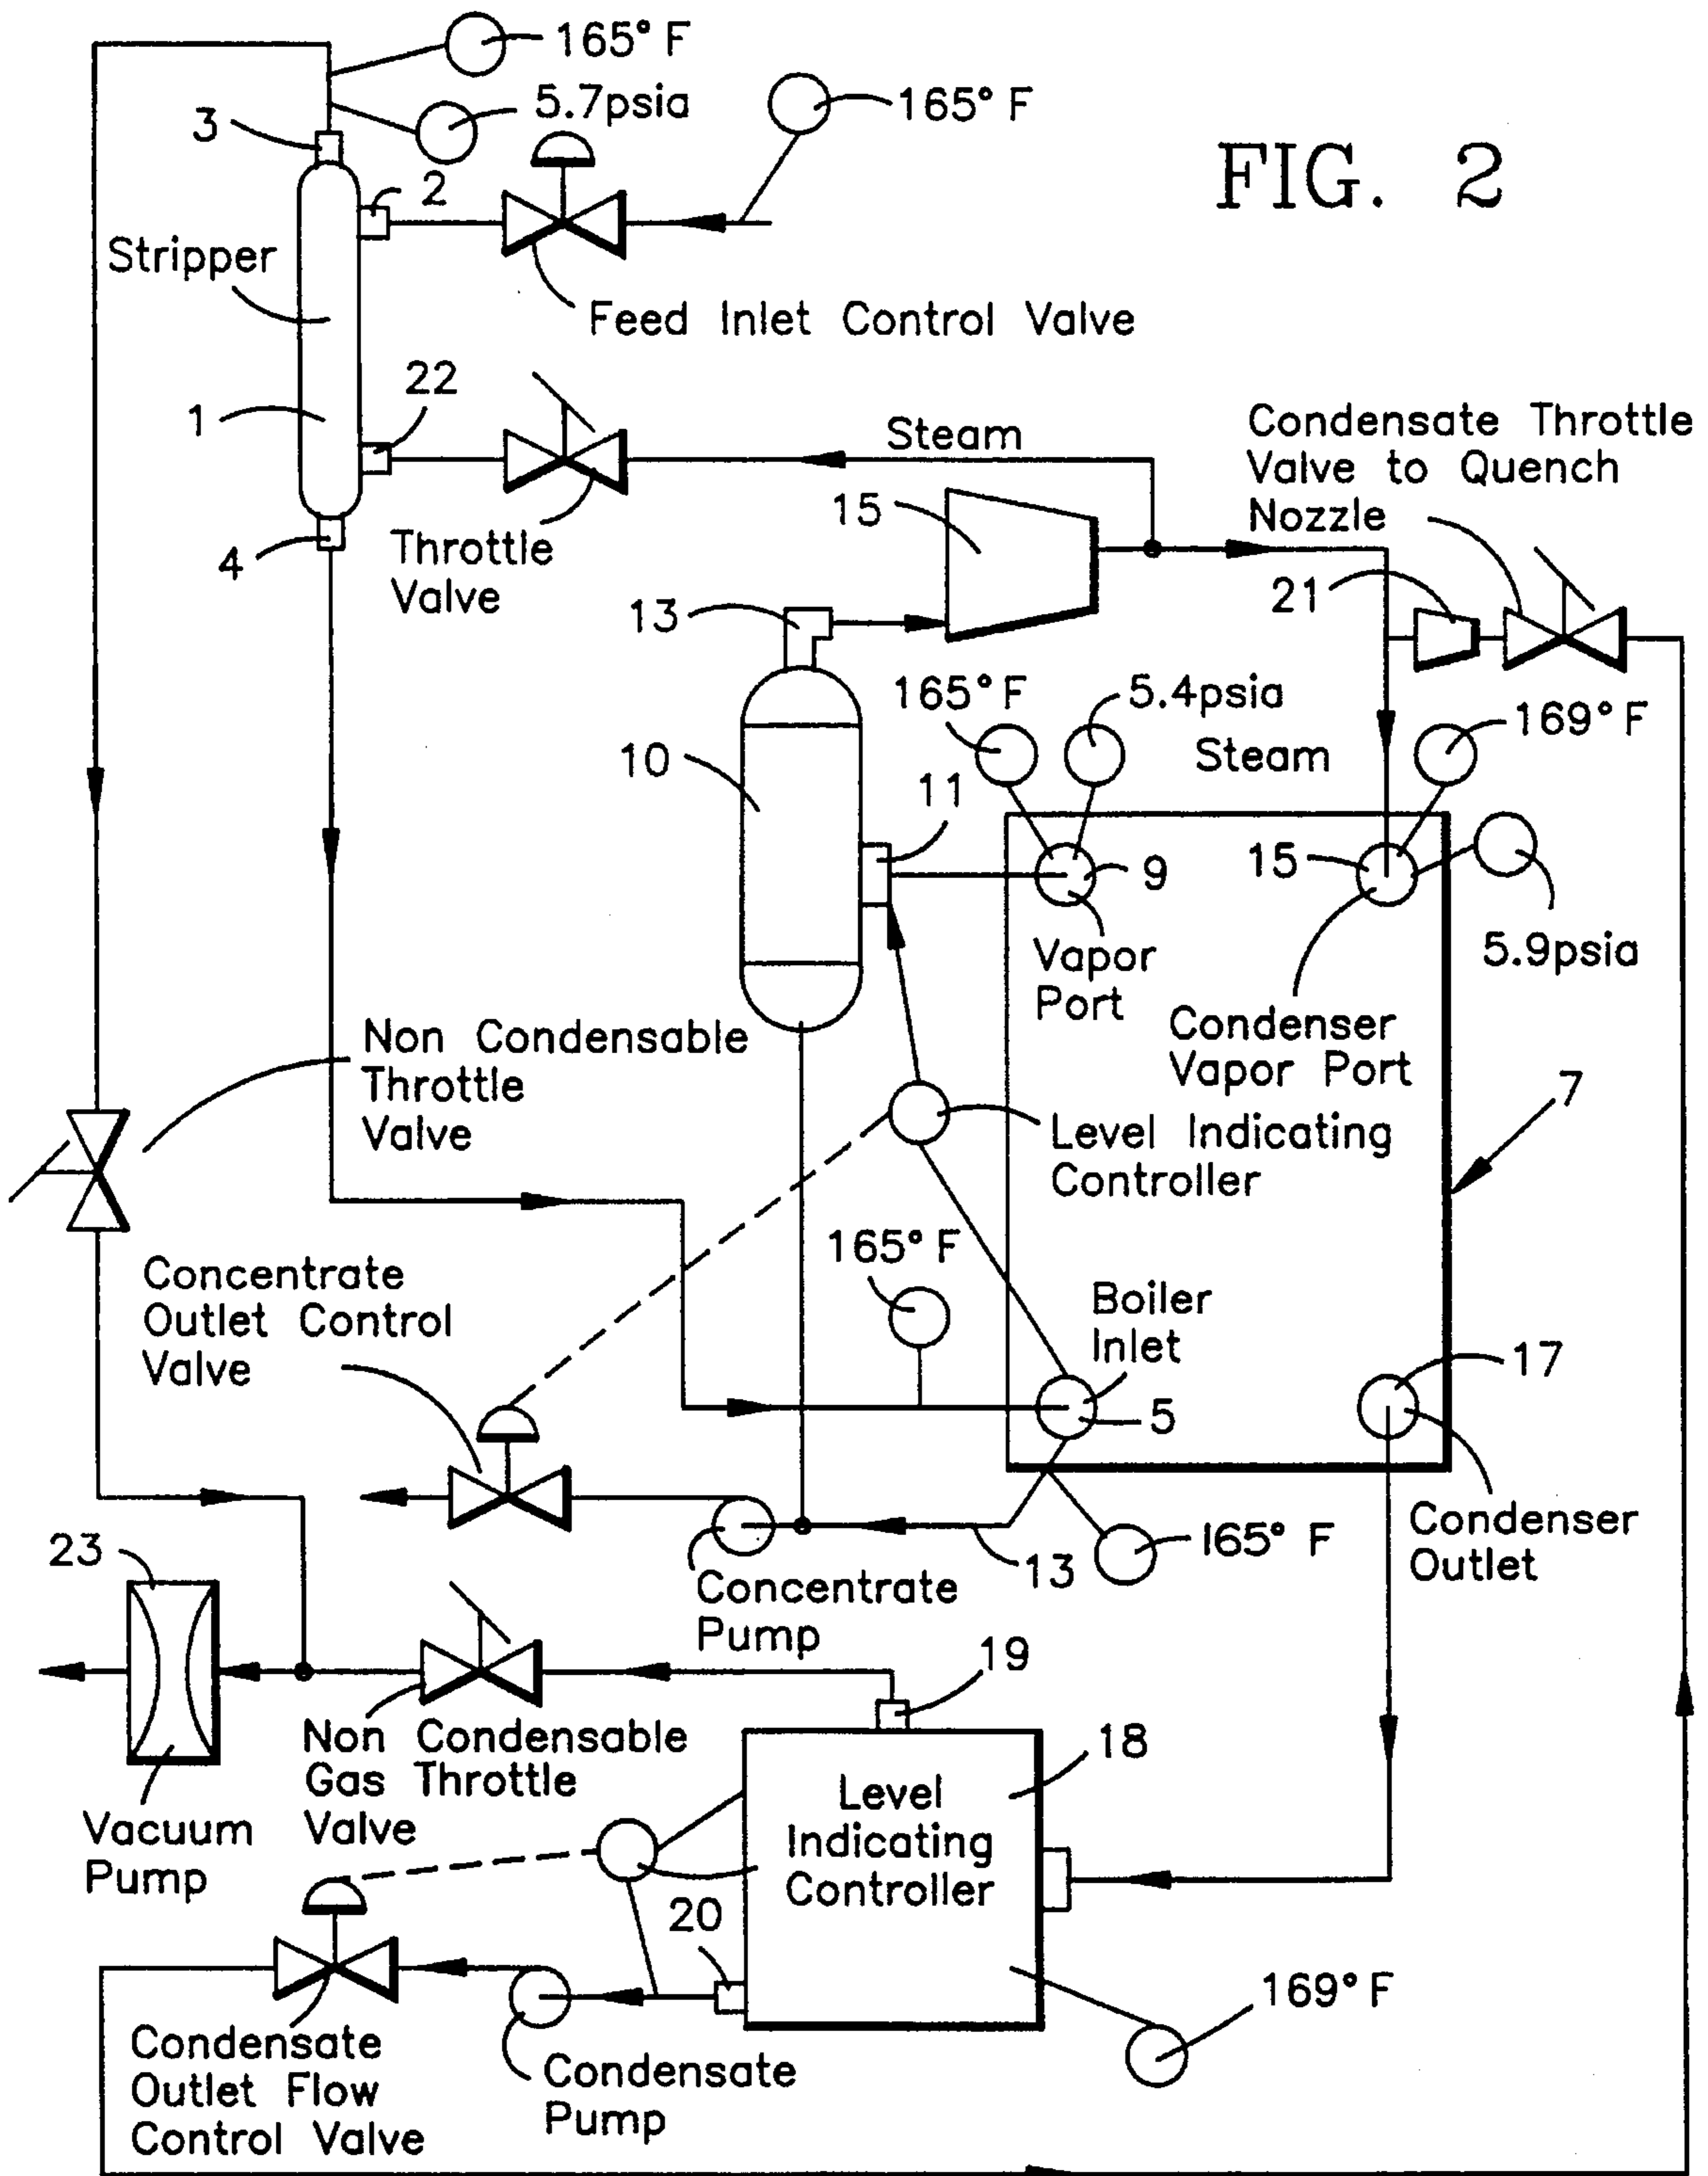 165° F
5.7psia
165° F
FIG. 2
3
2
Stripper
Feed Inlet Control Valve
22
1
Steam
Condensate Throttle
Valve to Quench
Nozzle
15
4
Throttle
Valve
21
13
165° F
5.4psia
169° F
Steam
10
11
9
15
Vapor
Port
5.9psia
Condenser
Vapor Port
Non Condensable
Throttle
Valve
7
Level Indicating
Controller
165° F
Concentrate
Outlet Control
Valve
Boiler
Inlet
17
5
Condenser
Outlet
165° F
13
23
Concentrate
Pump
19
Non Condensable
Gas Throttle
Valve
18
Level
Indicating
Controller
Vacuum
Pump
20
169° F
Condensate
Outlet Flow
Control Valve
Condensate
Pump